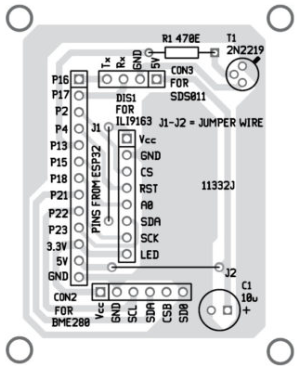 R1 470E
T1
2N2219
Tx
Rx
GND
5V
CON3
FOR
SDS011
P16
P17
P2
P4
P13
P15
P18
P21
P22
P23
3.3V
5V
GND
PINS FROM ESP32
DIS1
FOR
ILI9163
J1
J1-J2 = JUMPER WIRE
Vcc
GND
CS
RST
A0
SDA
SCK
LED
11332J
J2
CON2
FOR
BME280
Vcc
GND
SCL
SDA
CSB
SDO
C1
10u
+